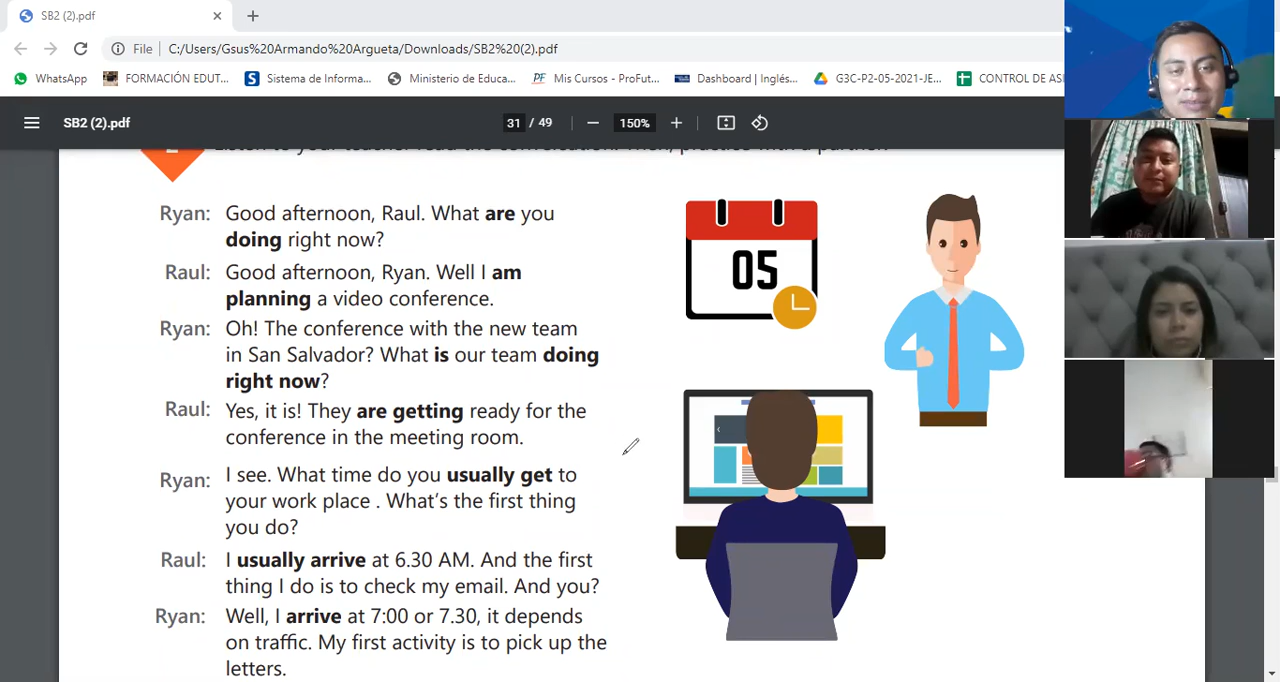 SB2 (2).pdf
File
C:/Users/Gsus%20Armando%20Argueta/Downloads/SB2%20(2).pdf
WhatsApp
FORMACIÓN EDUT...
Sistema de Informa...
Ministerio de Educa...
PF Mis Cursos – ProFut...
Dashboard | Inglés...
G3C-P2-05-2021-JE...
CONTROL DE ASI
SB2 (2).pdf
31 / 49
150%
Ryan: Good afternoon, Raul. What are you
doing right now?
Raul: Good afternoon, Ryan. Well I am
planning a video conference.
Ryan: Oh! The conference with the new team
in San Salvador? What is our team doing
right now?
Raul: Yes, it is! They are getting ready for the
conference in the meeting room.
Ryan: I see. What time do you usually get to
your work place . What's the first thing
you do?
Raul: I usually arrive at 6.30 AM. And the first
thing I do is to check my email. And you?
Ryan: Well, I arrive at 7:00 or 7.30, it depends
on traffic. My first activity is to pick up the
letters.
05